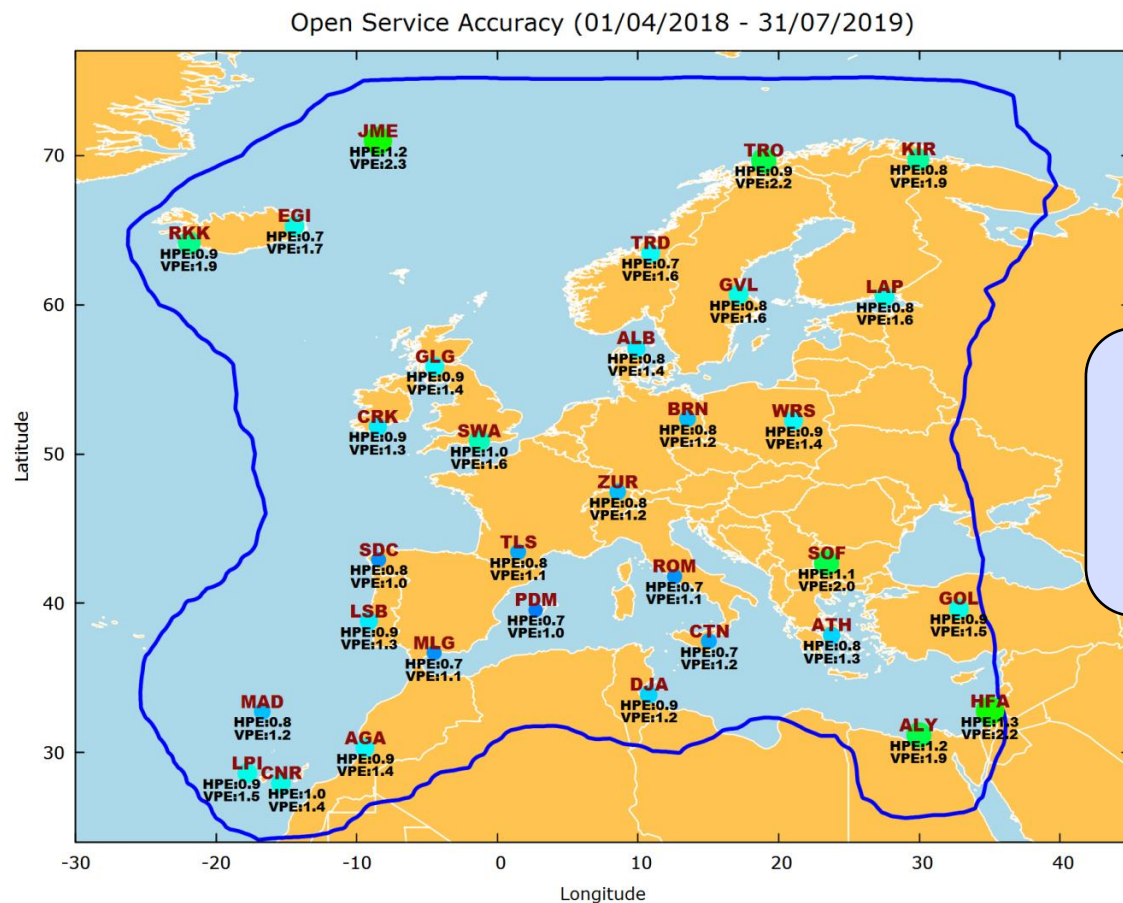 Open Service Accuracy (01/04/2018 - 31/07/2019)
JME
HPE:1.2
VPE:2.3
TRO
HPE:0.9
VPE:2.2
KIR
HPE:0.8
VPE:1.9
EGI
HPE:0.7
VPE:1.7
RKK
HPE:0.9
VPE:1.9
TRD
HPE:0.7
VPE:1.6
GVL
HPE:0.8
VPE:1.6
LAP
HPE:0.8
VPE:1.6
ALB
HPE:0.8
VPE:1.4
GLG
HPE:0.9
VPE:1.4
CRK
HPE:0.9
VPE:1.3
SWA
HPE:1.0
VPE:1.6
BRN
HPE:0.8
VPE:1.2
WRS
HPE:0.9
VPE:1.4
ZUR
HPE:0.8
VPE:1.2
SDC
HPE:0.8
VPE:1.0
TLS
HPE:0.8
VPE:1.1
ROM
HPE:0.7
VPE:1.1
SOF
HPE:1.1
VPE:2.0
LSB
HPE:0.9
VPE:1.3
PDM
HPE:0.7
VPE:1.0
GOL
HPE:0.9
VPE:1.5
MLG
HPE:0.7
VPE:1.1
CTN
HPE:0.7
VPE:1.2
ATH
HPE:0.8
VPE:1.3
MAD
HPE:0.8
VPE:1.2
DJA
HPE:0.9
VPE:1.2
HFA
HPE:1.3
VPE:2.2
AGA
HPE:0.9
VPE:1.4
ALY
HPE:1.2
VPE:1.9
LPI
HPE:0.9
VPE:1.5
CNR
HPE:1.0
VPE:1.4
70
60
50
40
30
Latitude
-30 -20 -10 0 10 20 30 40
Longitude